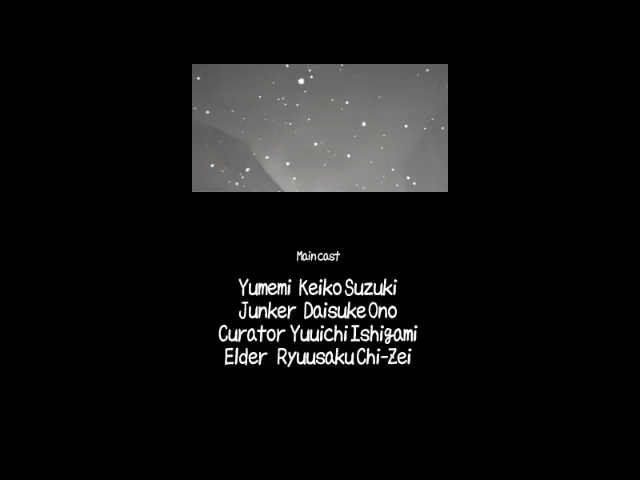 Main cast
Yumemi Keiko Suzuki
Junker Daisuke Ono
Curator Yuuichi Ishigami
Elder Ryuusaku Chi-Zei